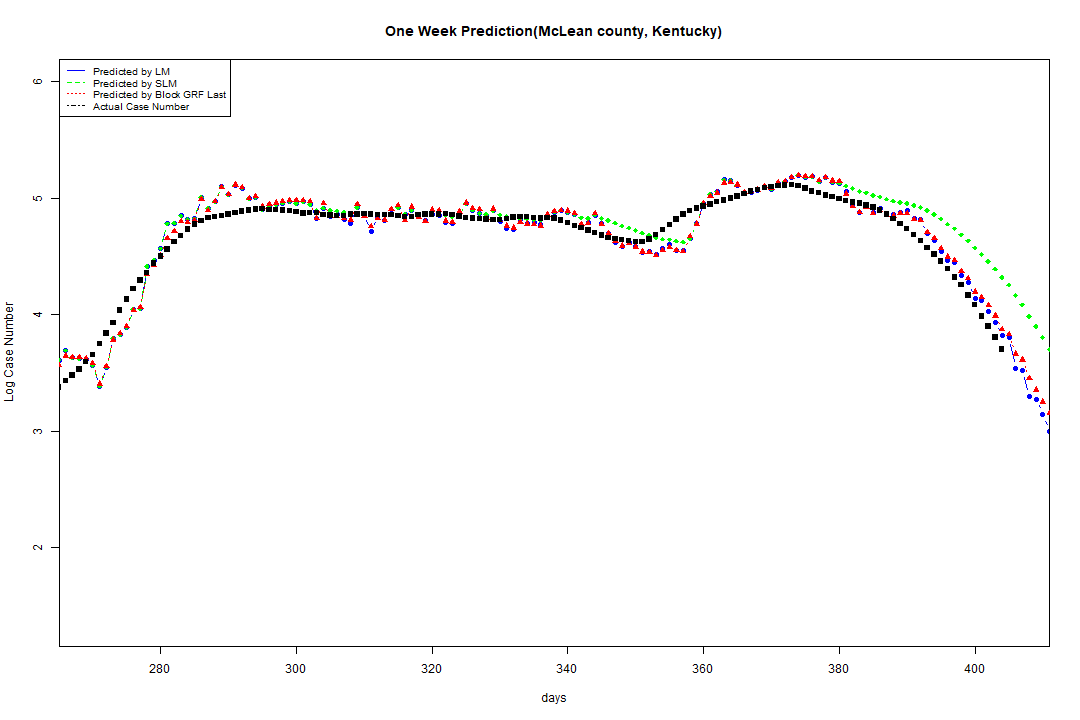 One Week Prediction(McLean county, Kentucky)
Predicted by LM
Predicted by SLM
Predicted by Block GRF Last
Actual Case Number
6
5
4
3
2
Log Case Number
280 300 320 340 360 380 400
days